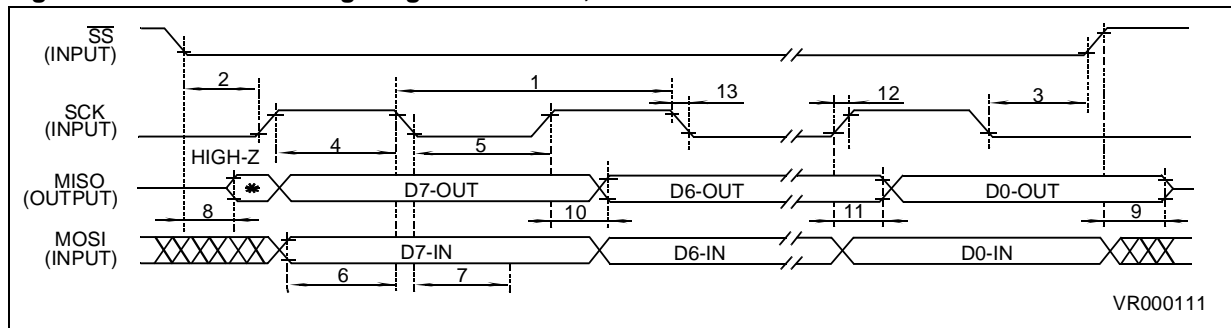 SS
(INPUT)
2
1
13
12
3
SCK
(INPUT)
4
5
HIGH-Z
MISO
(OUTPUT)
*
D7-OUT
D6-OUT
D0-OUT
8
10
11
9
MOSI
(INPUT)
D7-IN
D6-IN
D0-IN
6
7
VR000111